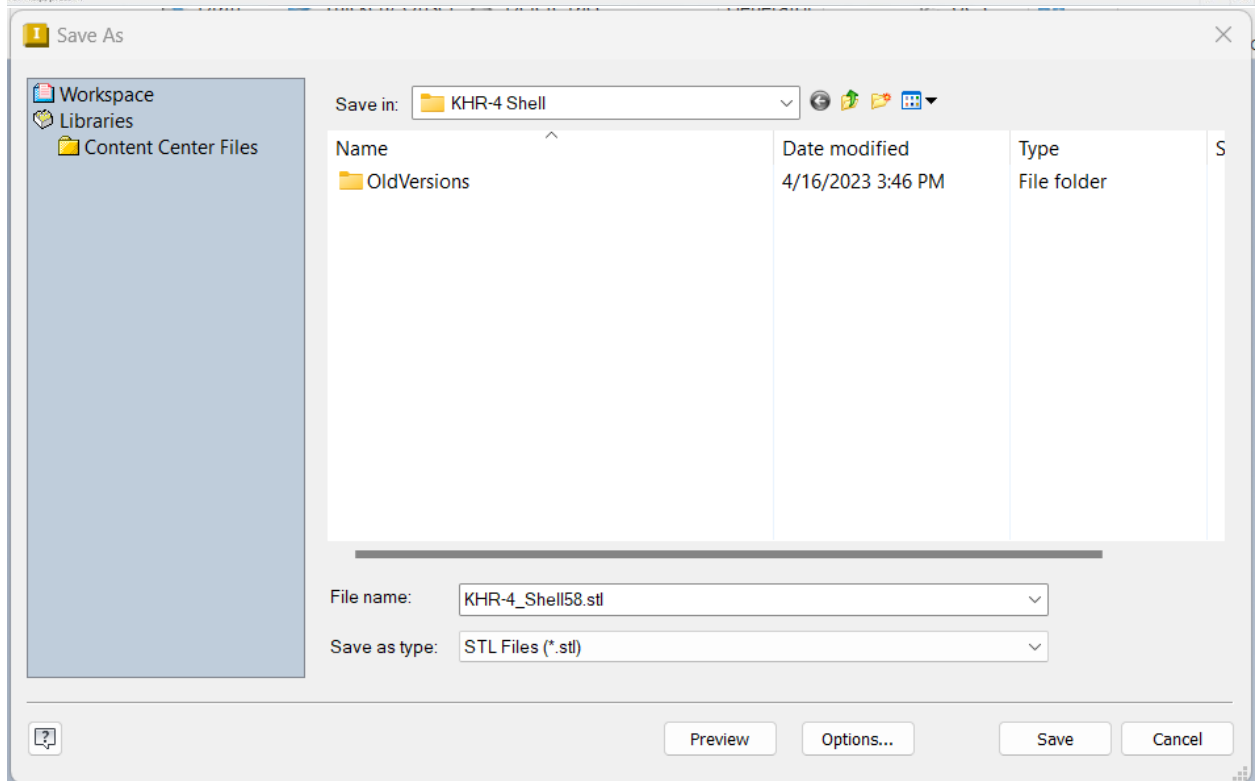 Save As
Workspace
Libraries
Content Center Files
Save in: KHR-4 Shell
Name Date modified Type S
OldVersions 4/16/2023 3:46 PM File folder
File name: KHR-4_Shell58.stl
Save as type: STL Files (*.stl)
Preview Options... Save Cancel